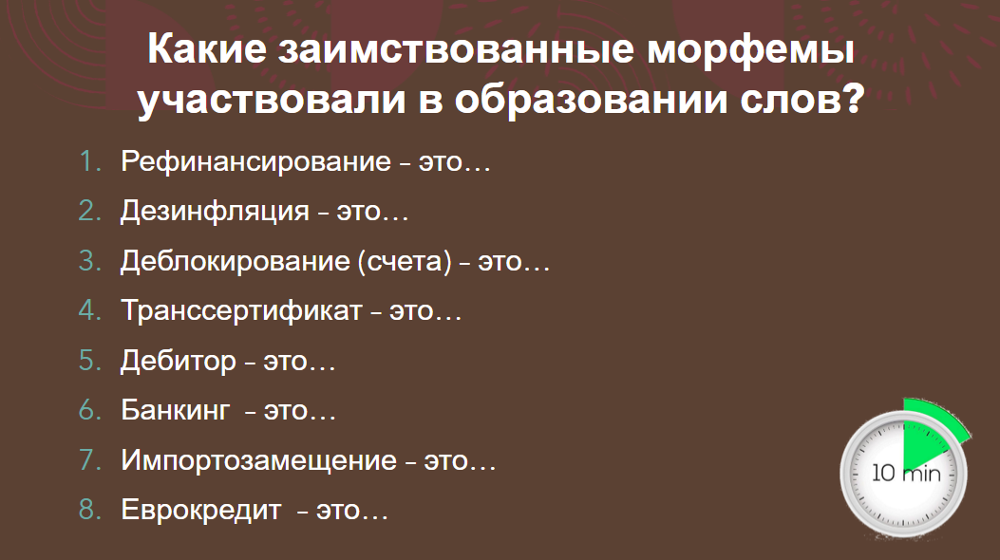 Какие заимствованные морфемы
участвовали в образовании слов?
1. Рефинансирование – это…
2. Дезинфляция – это…
3. Деблокирование (счета) – это…
4. Транссертификат – это…
5. Дебитор – это…
6. Банкинг – это…
7. Импортозамещение – это…
8. Еврокредит – это…
10 min